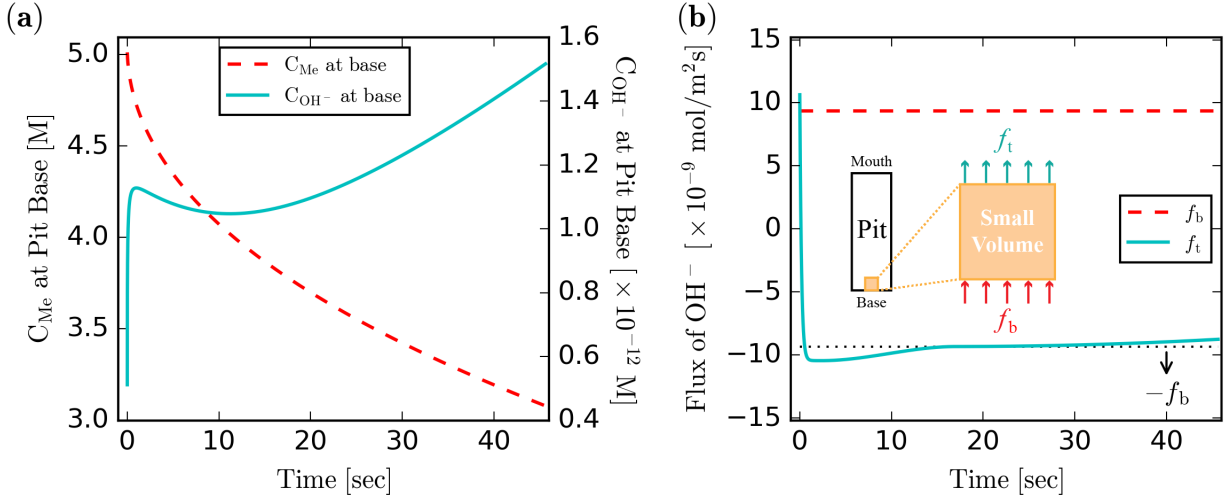 (a)
C_Me at Pit Base [M]
5.0
4.5
4.0
3.5
3.0
C_Me at base
C_OH⁻ at base
1.6
1.4
1.2
1.0
0.8
0.6
0.4
C_OH⁻ at Pit Base [×10⁻¹² M]
0 10 20 30 40
Time [sec]
(b)
Flux of OH⁻ [×10⁻⁹ mol/m²s]
15
10
5
0
−5
−10
−15
f_t
Mouth
Pit
Base
Small
Volume
f_b
f_b
f_t
−f_b
0 10 20 30 40
Time [sec]